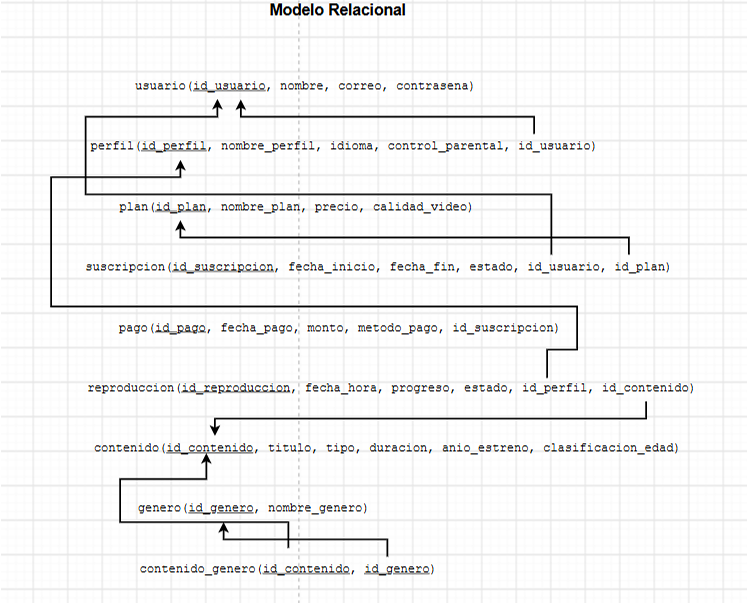 Modelo Relacional
usuario(id_usuario, nombre, correo, contrasena)
perfil(id_perfil, nombre_perfil, idioma, control_parental, id_usuario)
plan(id_plan, nombre_plan, precio, calidad_video)
suscripcion(id_suscripcion, fecha_inicio, fecha_fin, estado, id_usuario, id_plan)
pago(id_pago, fecha_pago, monto, metodo_pago, id_suscripcion)
reproduccion(id_reproduccion, fecha_hora, progreso, estado, id_perfil, id_contenido)
contenido(id_contenido, titulo, tipo, duracion, anio_estreno, clasificacion_edad)
genero(id_genero, nombre_genero)
contenido_genero(id_contenido, id_genero)